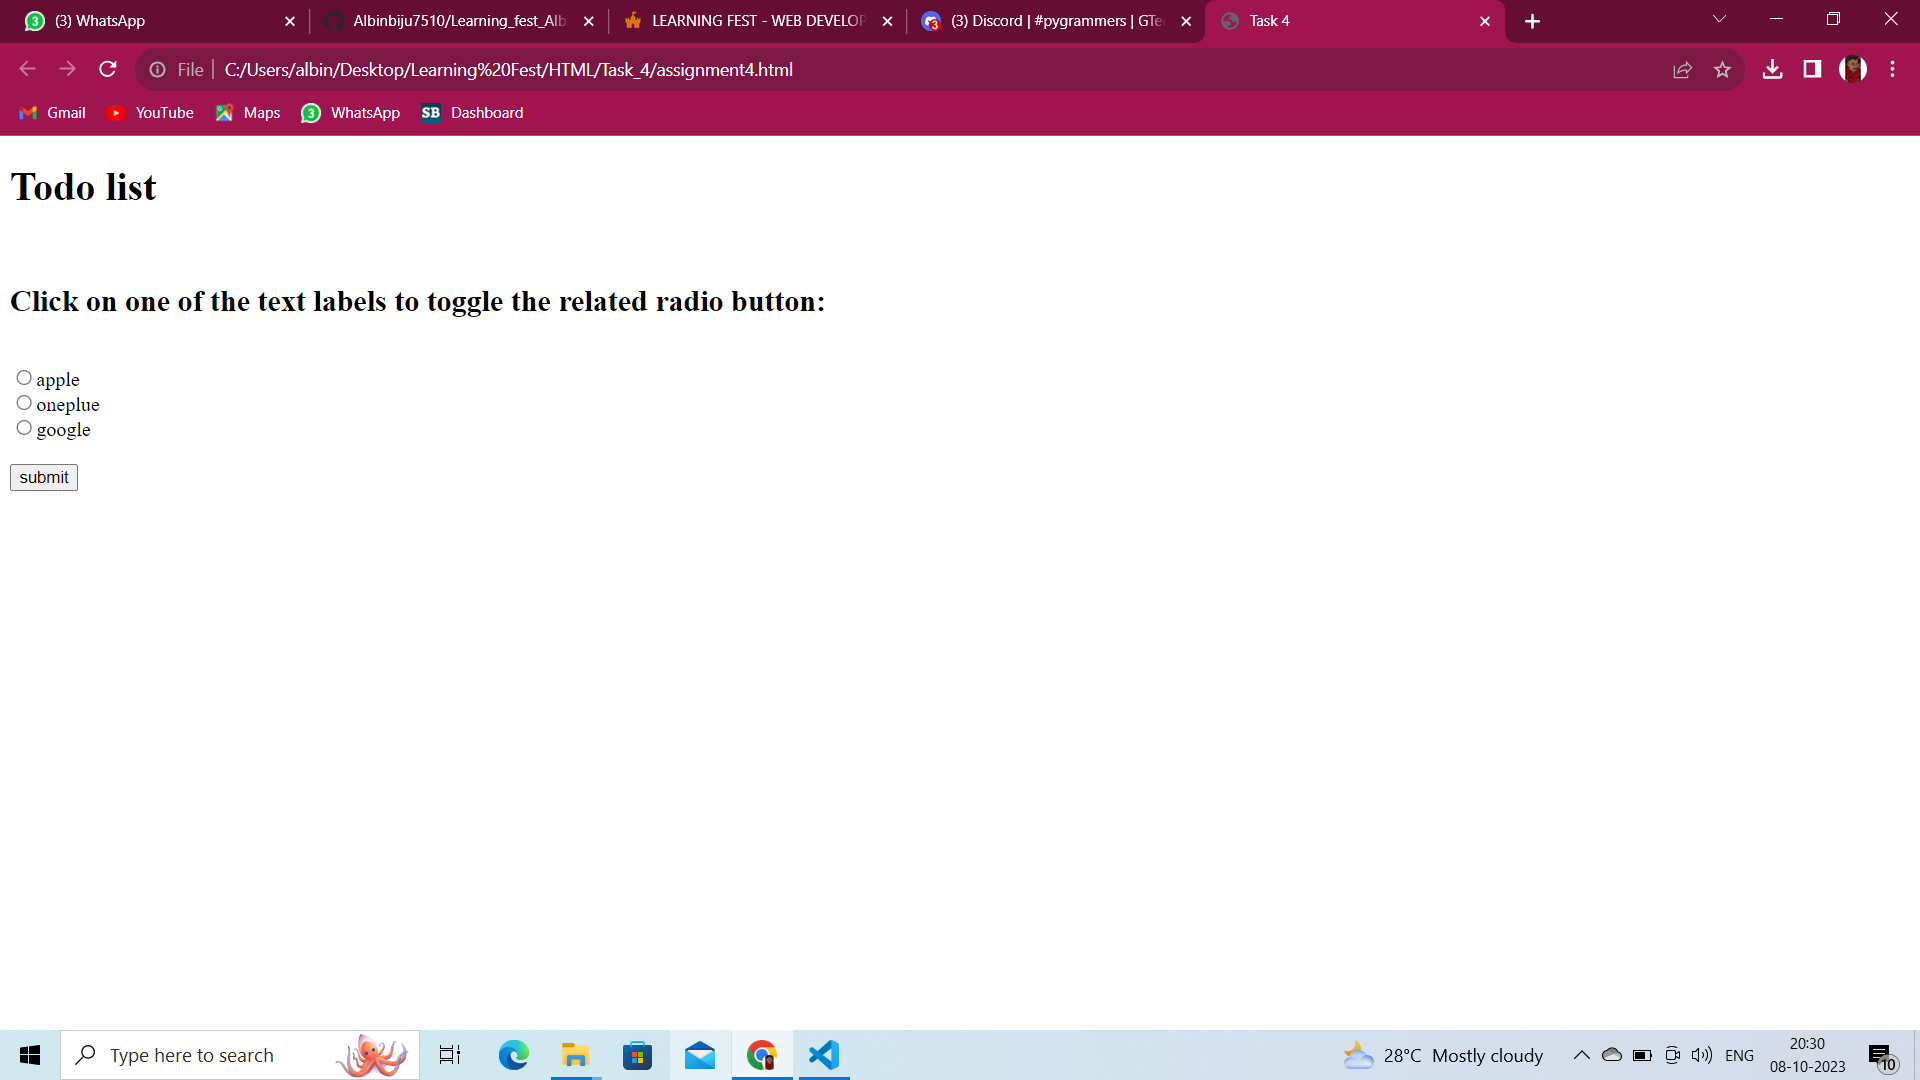 (3) WhatsApp
Albinbiju7510/Learning_fest_Alb
LEARNING FEST - WEB DEVELOP
(3) Discord | #pygrammers | GTe
Task 4
File
C:/Users/albin/Desktop/Learning%20Fest/HTML/Task_4/assignment4.html
Gmail
YouTube
Maps
3
WhatsApp
SB
Dashboard
Todo list
Click on one of the text labels to toggle the related radio button:
apple
oneplue
google
submit
Type here to search
28°C Mostly cloudy
ENG
20:30
08-10-2023
10